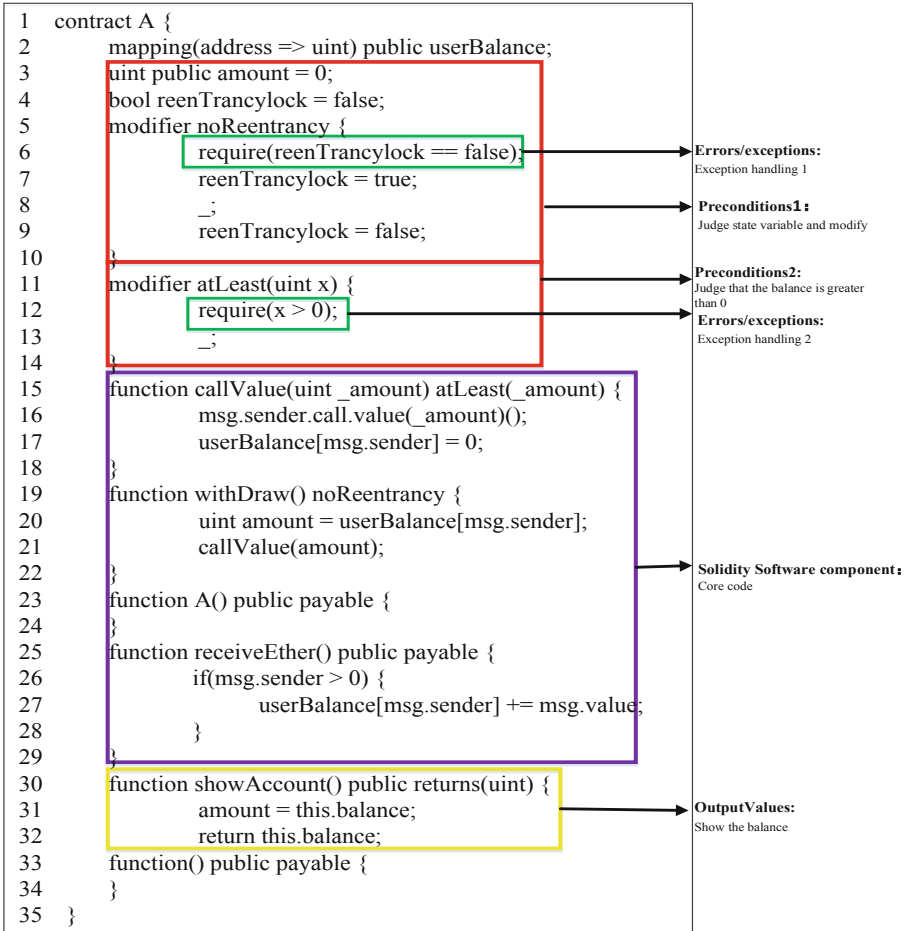 1 contract A {
2 mapping(address => uint) public userBalance;
3 uint public amount = 0;
4 bool reenTrancylock = false;
5 modifier noReentrancy {
6 require(reenTrancylock == false);
7 reenTrancylock = true;
8 _;
9 reenTrancylock = false;
10 }
11 modifier atLeast(uint x) {
12 require(x > 0);
13 _;
14 }
15 function callValue(uint _amount) atLeast(_amount) {
16 msg.sender.call.value(_amount)();
17 userBalance[msg.sender] = 0;
18 }
19 function withDraw() noReentrancy {
20 uint amount = userBalance[msg.sender];
21 callValue(amount);
22 }
23 function A() public payable {
24 }
25 function receiveEther() public payable {
26 if(msg.sender > 0) {
27 userBalance[msg.sender] += msg.value;
28 }
29 }
30 function showAccount() public returns(uint) {
31 amount = this.balance;
32 return this.balance;
33 function() public payable {
34 }
35 }
Errors/exceptions:
Exception handling 1
Preconditions1:
Judge state variable and modify
Preconditions2:
Judge that the balance is greater
than 0
Errors/exceptions:
Exception handling 2
Solidity Software component:
Core code
OutputValues:
Show the balance